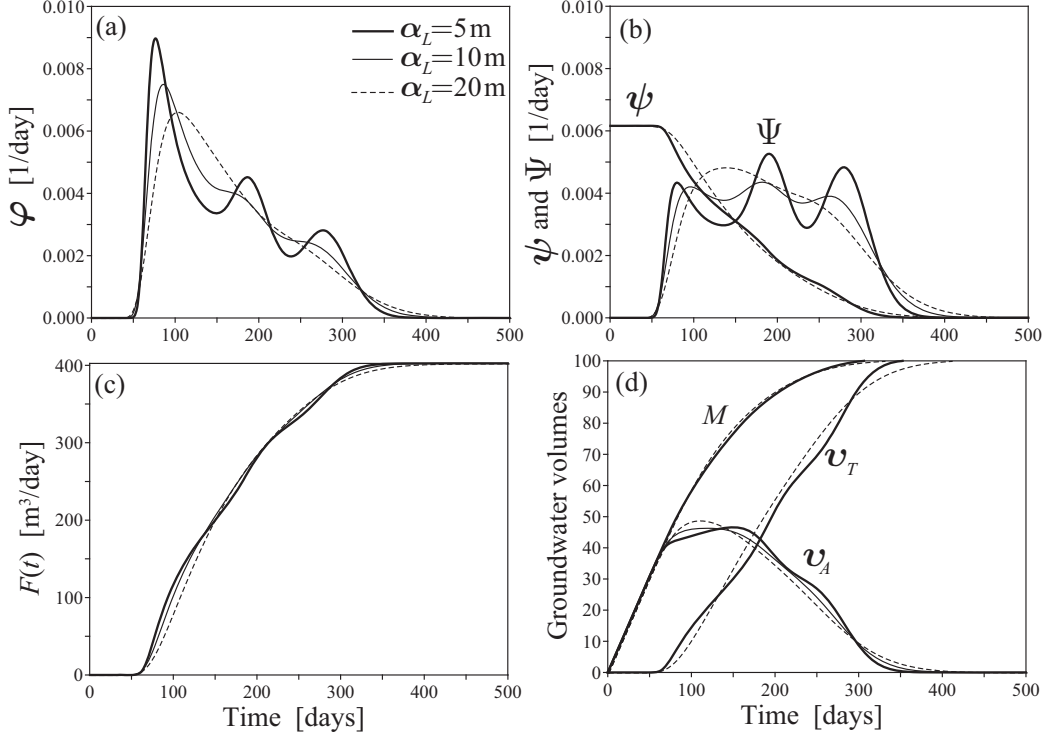 (a)
α_L=5 m
α_L=10 m
α_L=20 m
φ [1/day]
0.010
0.008
0.006
0.004
0.002
0.000
0 100 200 300 400 500
(b)
ψ
Ψ
ψ and Ψ [1/day]
0.010
0.008
0.006
0.004
0.002
0.000
0 100 200 300 400 500
(c)
F(t) [m³/day]
400
300
200
100
0
0 100 200 300 400 500
Time [days]
(d)
M
υ_T
υ_A
Groundwater volumes
100
90
80
70
60
50
40
30
20
10
0
0 100 200 300 400 500
Time [days]